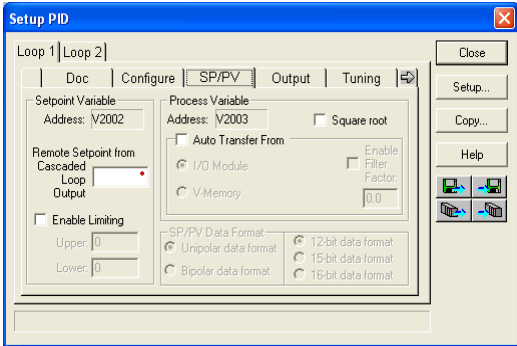 Setup PID
Loop 1 Loop 2
Doc Configure SP/PV Output Tuning
Setpoint Variable
Address: V2002
Remote Setpoint from
Cascaded
Loop
Output
Enable Limiting
Upper: 0
Lower: 0
Process Variable
Address: V2003
Square root
Auto Transfer From
I/O Module
V-Memory
Enable
Filter
Factor:
0.0
SP/PV Data Format
Unipolar data format
Bipolar data format
12-bit data format
15-bit data format
16-bit data format
Close
Setup...
Copy...
Help